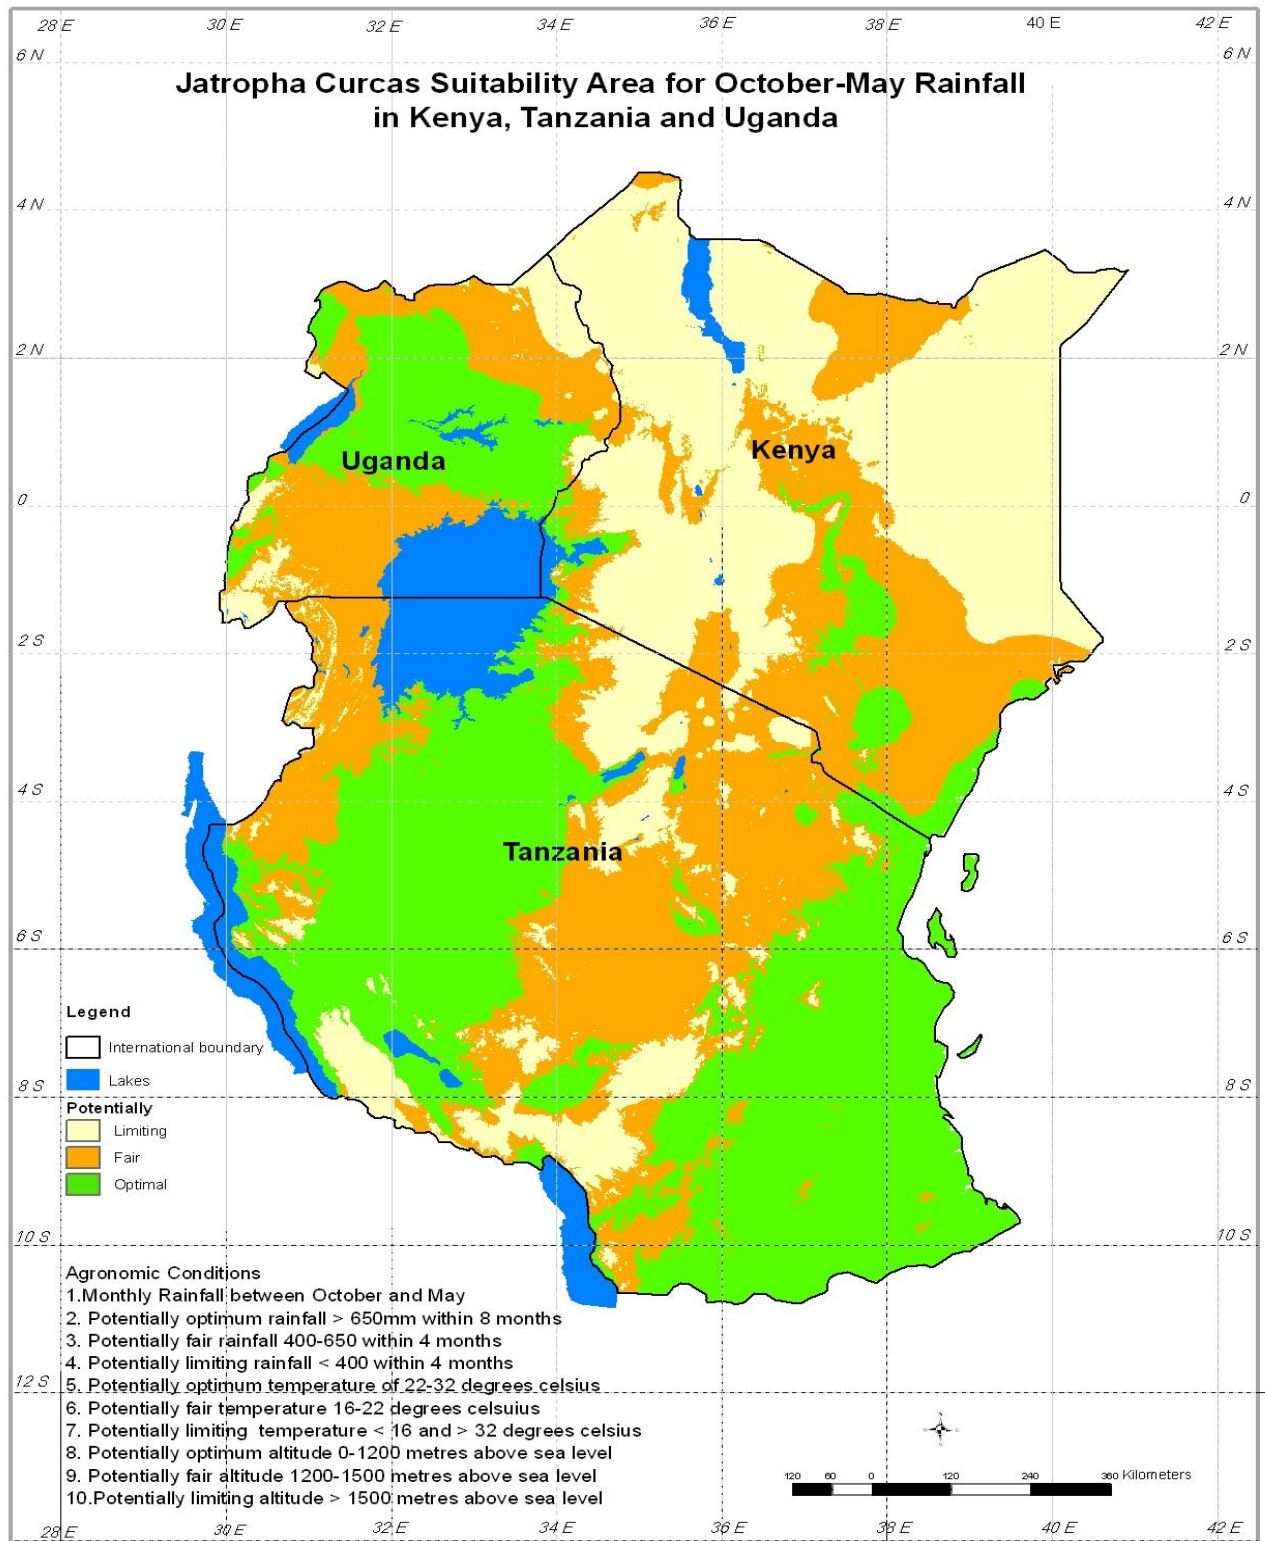 28 E 30 E 32 E 34 E 36 E 38 E 40 E 42 E
6 N 6 N
Jatropha Curcas Suitability Area for October-May Rainfall
in Kenya, Tanzania and Uganda
4 N 4 N
2 N 2 N
Kenya
Uganda
0 0
2 S 2 S
4 S 4 S
Tanzania
6 S 6 S
Legend
International boundary
Lakes
8 S 8 S
Potentially
Limiting
Fair
Optimal
10 S 10 S
Agronomic Conditions
1.Monthly Rainfall between October and May
2. Potentially optimum rainfall > 650mm within 8 months
3. Potentially fair rainfall 400-650 within 4 months
4. Potentially limiting rainfall < 400 within 4 months
12 S 12 S
5. Potentially optimum temperature of 22-32 degrees celsius
6. Potentially fair temperature 16-22 degrees celsuius
7. Potentially limiting temperature < 16 and > 32 degrees celsius
8. Potentially optimum altitude 0-1200 metres above sea level
9. Potentially fair altitude 1200-1500 metres above sea level
10.Potentially limiting altitude > 1500 metres above sea level
120 60 0 120 240 360 Kilometers
28 E 30 E 32 E 34 E 36 E 38 E 40 E 42 E